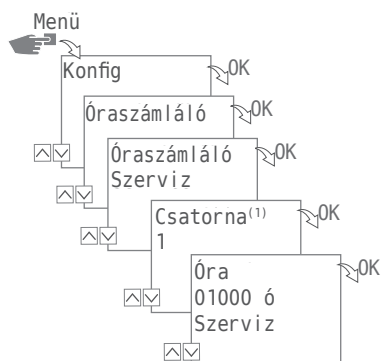 Menü
Konfig
OK
Óraszámláló
OK
Óraszámláló
Szerviz
OK
Csatorna(1)
1
OK
Óra
01000 ó
Szerviz
OK